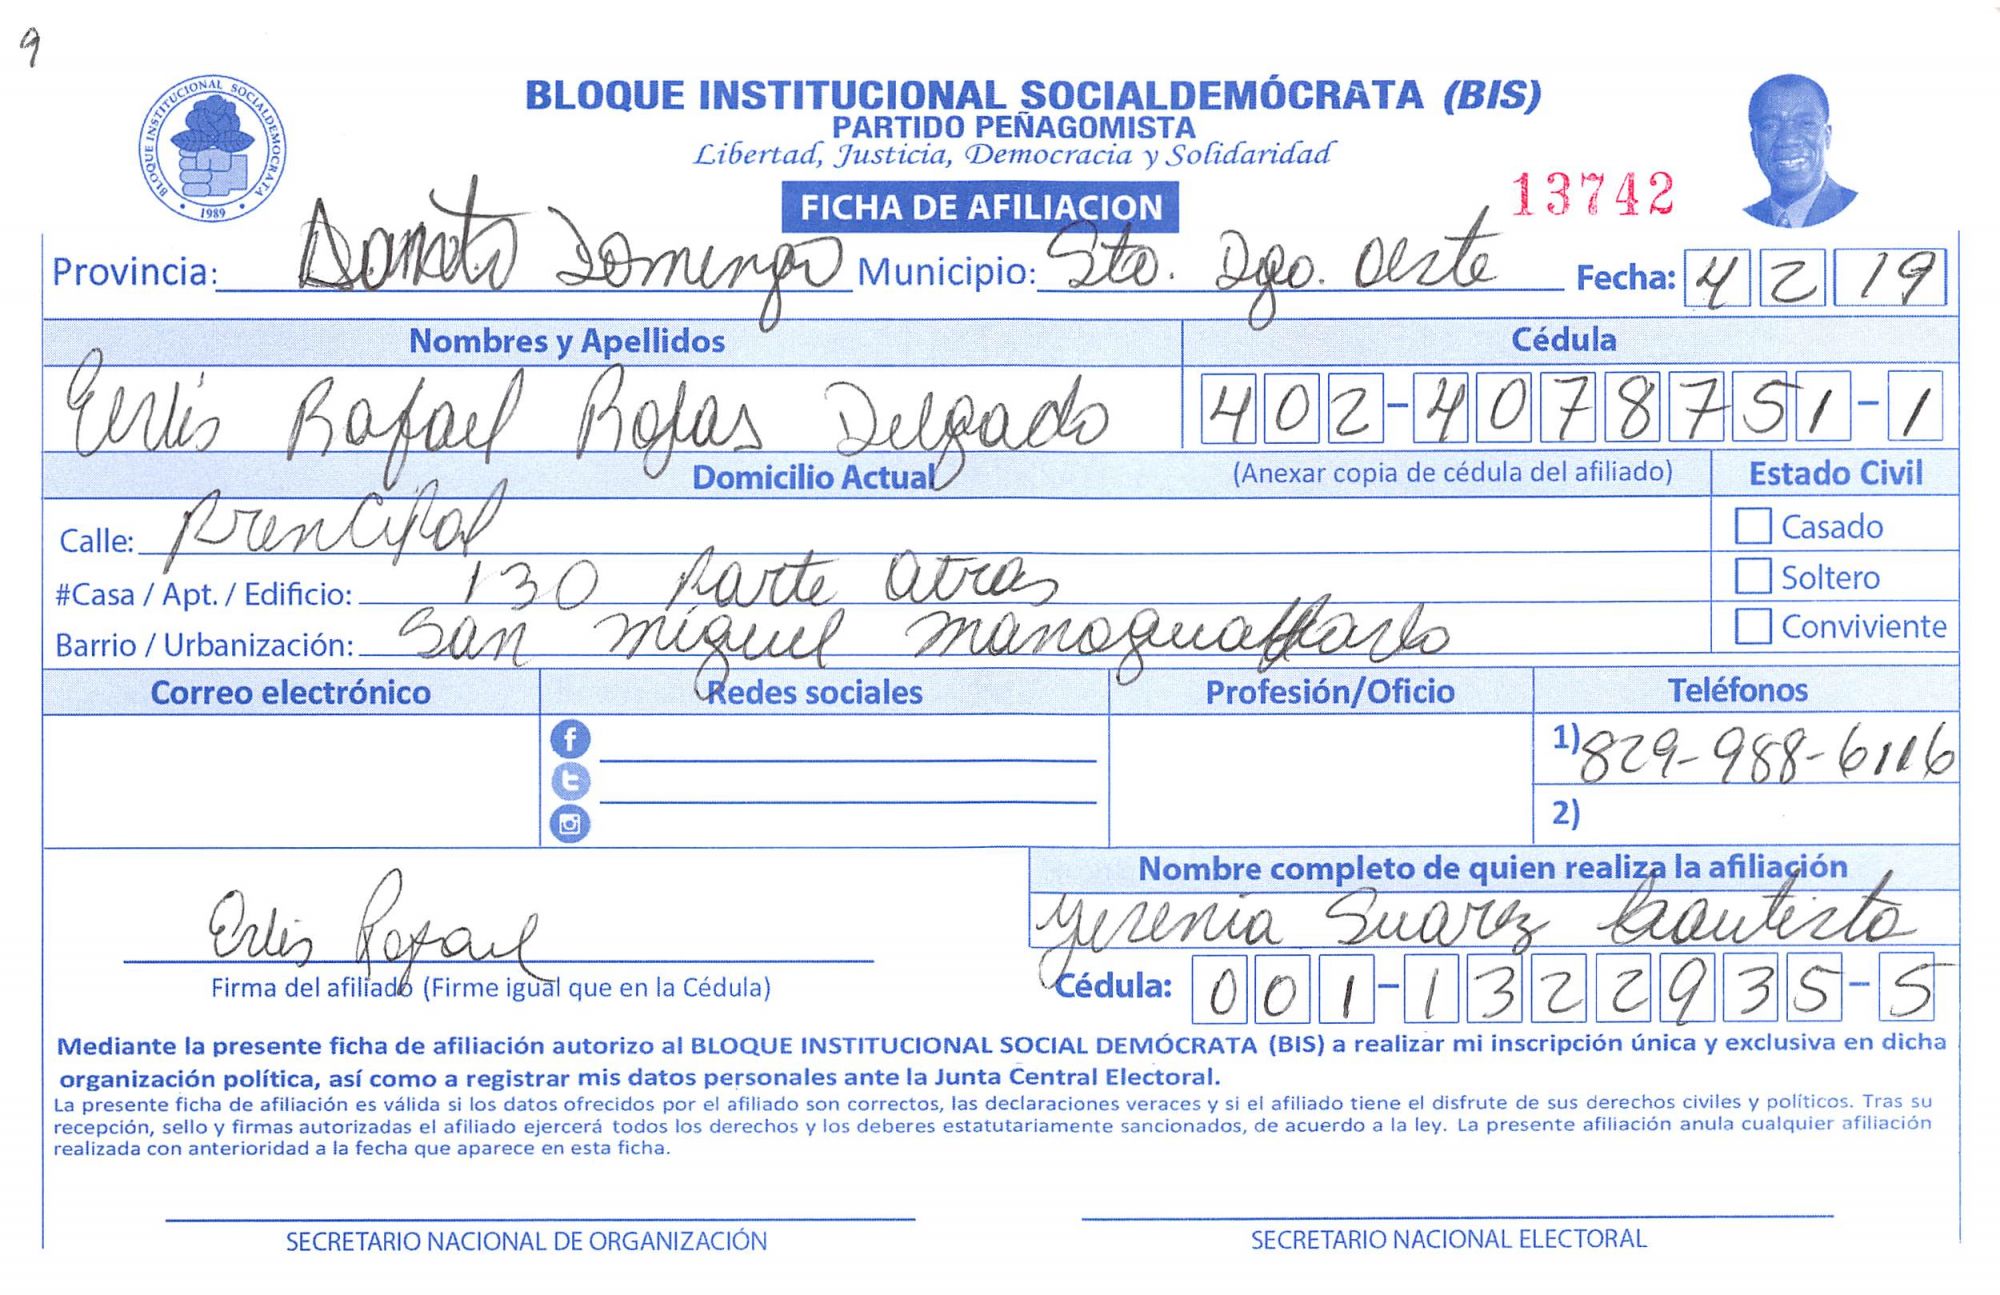 9
BLOQUE INSTITUCIONAL SOCIALDEMOCRATA
1989
BLOQUE INSTITUCIONAL SOCIALDEMÓCRATA (BIS)
PARTIDO PEÑAGOMISTA
Libertad, Justicia, Democracia y Solidaridad
FICHA DE AFILIACION
13742
Provincia: Santo Domingo Municipio: Sto. Dgo. Oeste Fecha: 4 2 19
Nombres y Apellidos Cédula
Erlis Rafael Rojas Delgado 402-4078751-1
Domicilio Actual (Anexar copia de cédula del afiliado) Estado Civil
Calle: Prencipal
Casado
#Casa / Apt. / Edificio: 130 Parte atras
Soltero
Barrio / Urbanización: San Miguel Manoguallavo
Conviviente
Correo electrónico Redes sociales Profesión/Oficio Teléfonos
1) 829-988-6116
2)
Nombre completo de quien realiza la afiliación
Erlis Rafael
Yesenia Suarez Bautista
Firma del afiliado (Firme igual que en la Cédula)
Cédula: 001-1322935-5
Mediante la presente ficha de afiliación autorizo al BLOQUE INSTITUCIONAL SOCIAL DEMÓCRATA (BIS) a realizar mi inscripción única y exclusiva en dicha
organización política, así como a registrar mis datos personales ante la Junta Central Electoral.
La presente ficha de afiliación es válida si los datos ofrecidos por el afiliado son correctos, las declaraciones veraces y si el afiliado tiene el disfrute de sus derechos civiles y políticos. Tras su
recepción, sello y firmas autorizadas el afiliado ejercerá todos los derechos y los deberes estatutariamente sancionados, de acuerdo a la ley. La presente afiliación anula cualquier afiliación
realizada con anterioridad a la fecha que aparece en esta ficha.
SECRETARIO NACIONAL DE ORGANIZACIÓN
SECRETARIO NACIONAL ELECTORAL